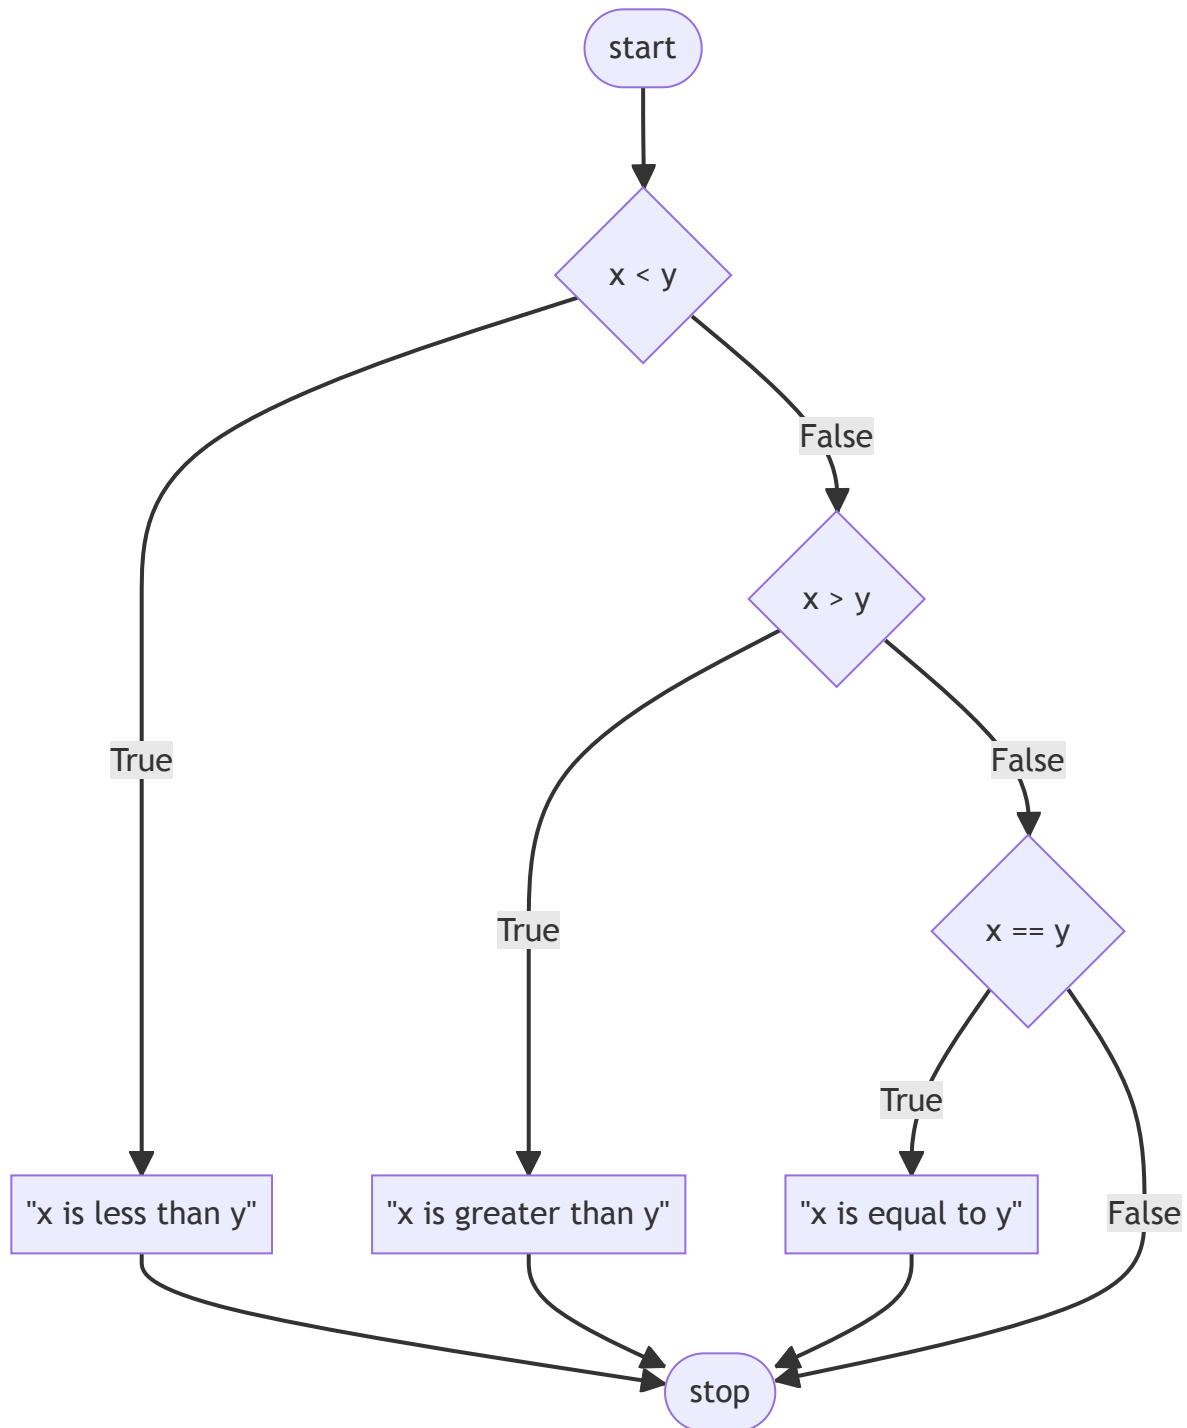 start
x < y
False
x > y
True
False
True
x == y
True
"x is less than y"
"x is greater than y"
"x is equal to y"
False
stop